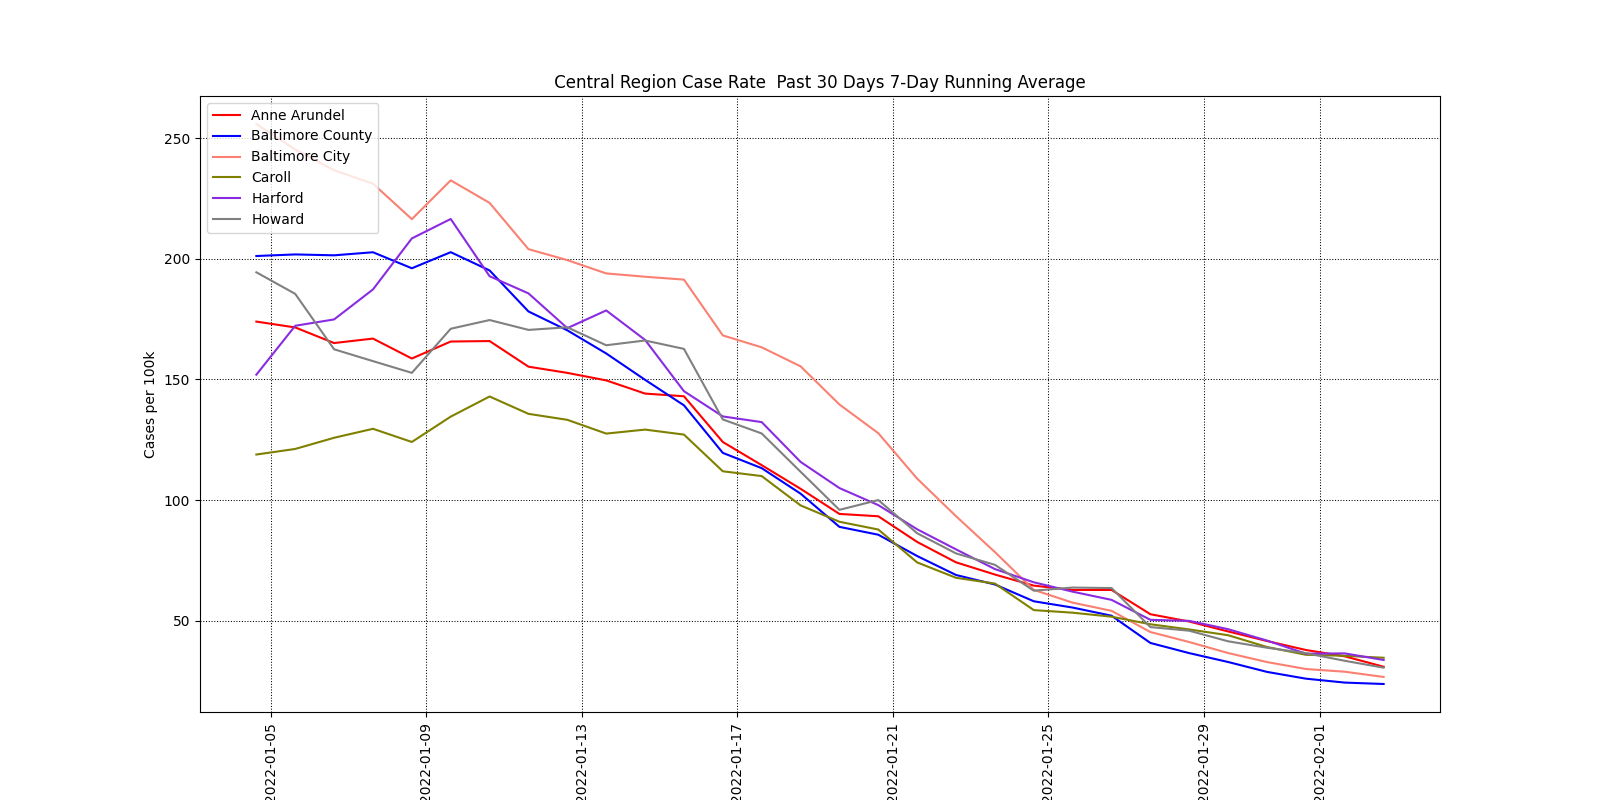 Central Region Case Rate  Past 30 Days 7-Day Running Average
Anne Arundel
Baltimore County
Baltimore City
Caroll
Harford
Howard
Cases per 100k
250
200
150
100
50
2022-01-05
2022-01-09
2022-01-13
2022-01-17
2022-01-21
2022-01-25
2022-01-29
2022-02-01